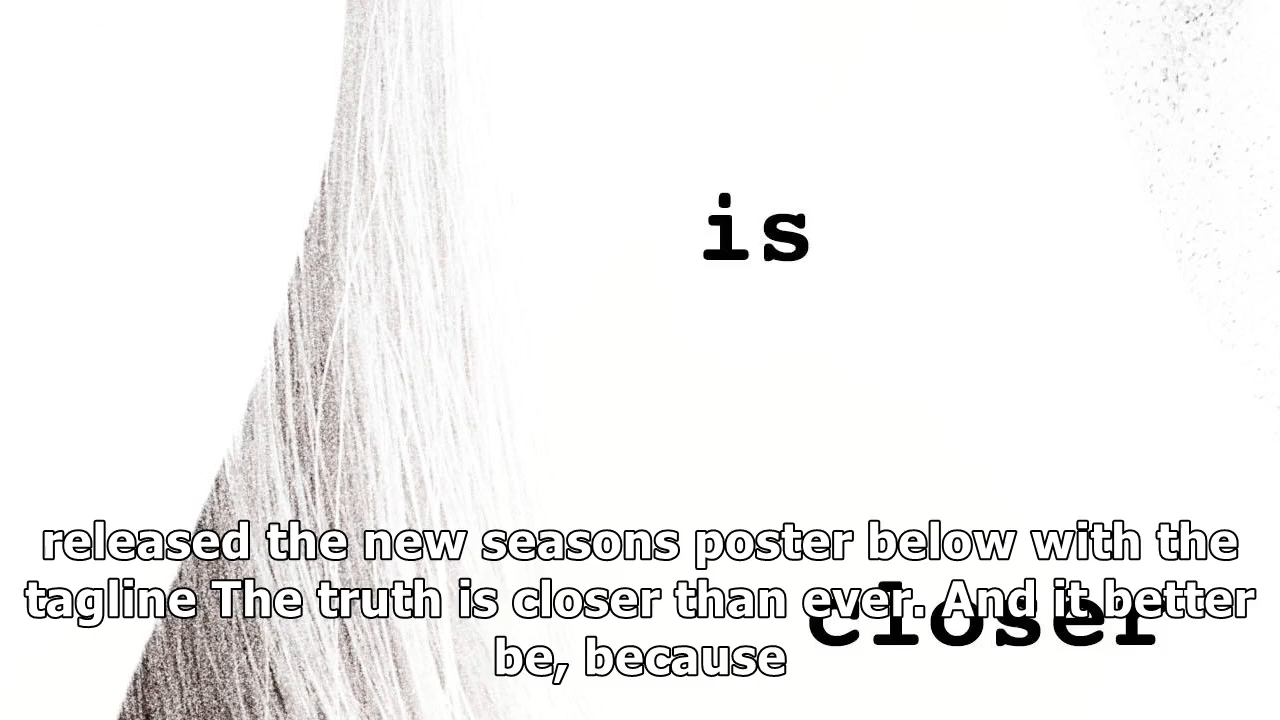 is
released the new seasons poster below with the
tagline The truth is closer than ever. And it better
closer
be, because